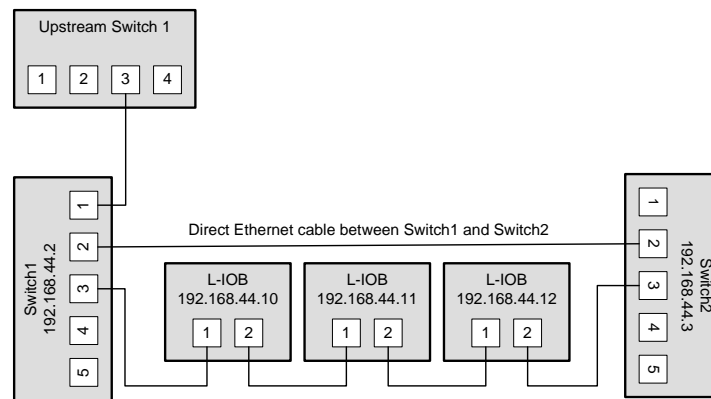 Upstream Switch 1
1 2 3 4
Switch1
192.168.44.2
1
2
3
4
5
Direct Ethernet cable between Switch1 and Switch2
L-IOB
192.168.44.10
1 2
L-IOB
192.168.44.11
1 2
L-IOB
192.168.44.12
1 2
1
2
3
4
5
Switch2
192.168.44.3